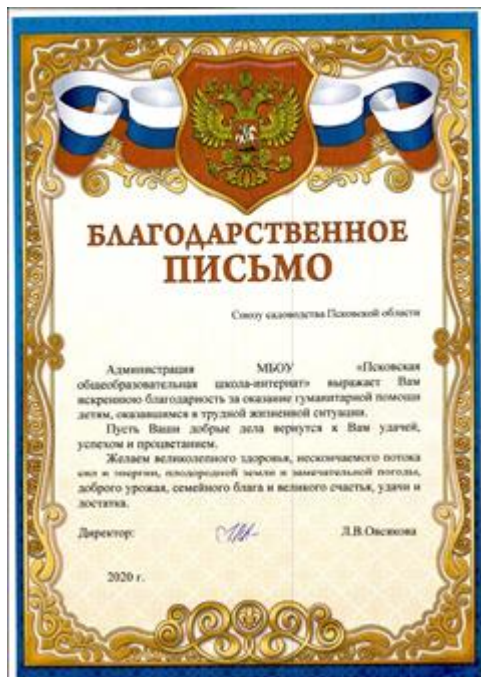 БЛАГОДАРСТВЕННОЕ
ПИСЬМО
Союзу садоводства Псковской области
Администрация МБОУ «Псковская
общеобразовательная школа-интернат» выражает Вам
искреннюю благодарность за оказание гуманитарной помощи
детям, оказавшимся в трудной жизненной ситуации.
Пусть Ваши добрые дела вернутся к Вам удачей,
успехом и процветанием.
Желаем великолепного здоровья, нескончаемого потока
сил и энергии, плодородной земли и замечательной погоды,
доброго урожая, семейного блага и великого счастья, удачи и
достатка.
Директор: Л.В.Овсякова
2020 г.